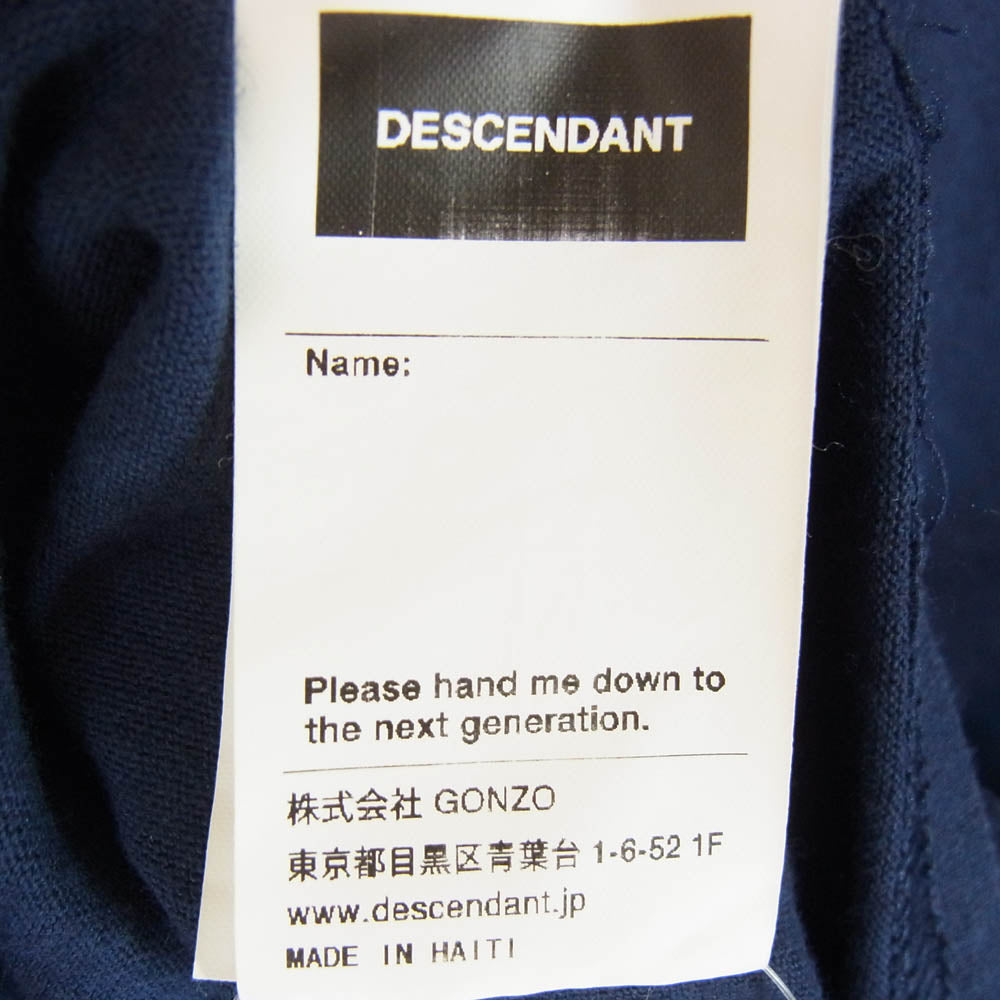 DESCENDANT
Name:
Please hand me down to
the next generation.
株式会社 GONZO
東京都目黒区青葉台 1-6-52 1F
www.descendant.jp
MADE IN HAITI